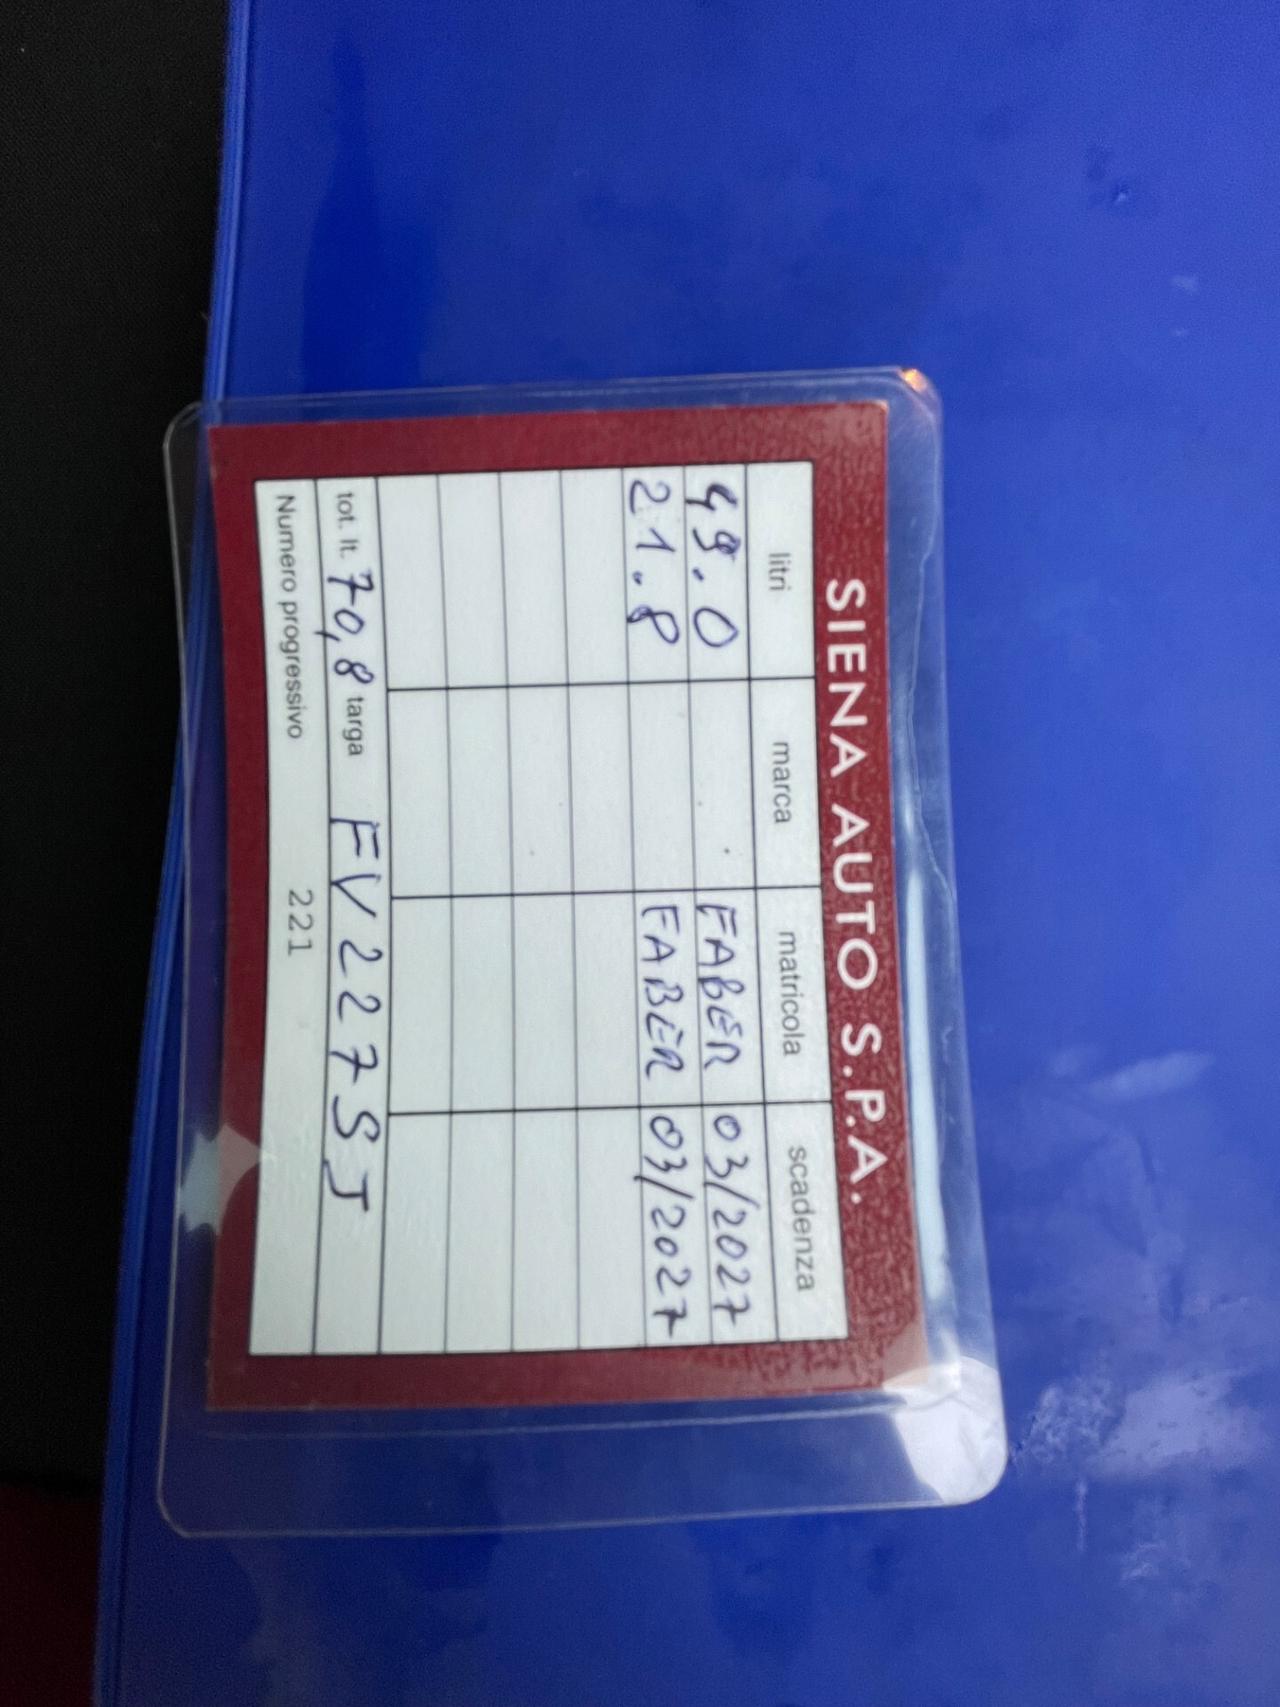 SIENA AUTO S.P.A.
litri marca matricola scadenza
49.0 FABER 03/2027
21.8 FABER 03/2027
tot. lt. 70,8 targa FV227SJ
Numero progressivo 221